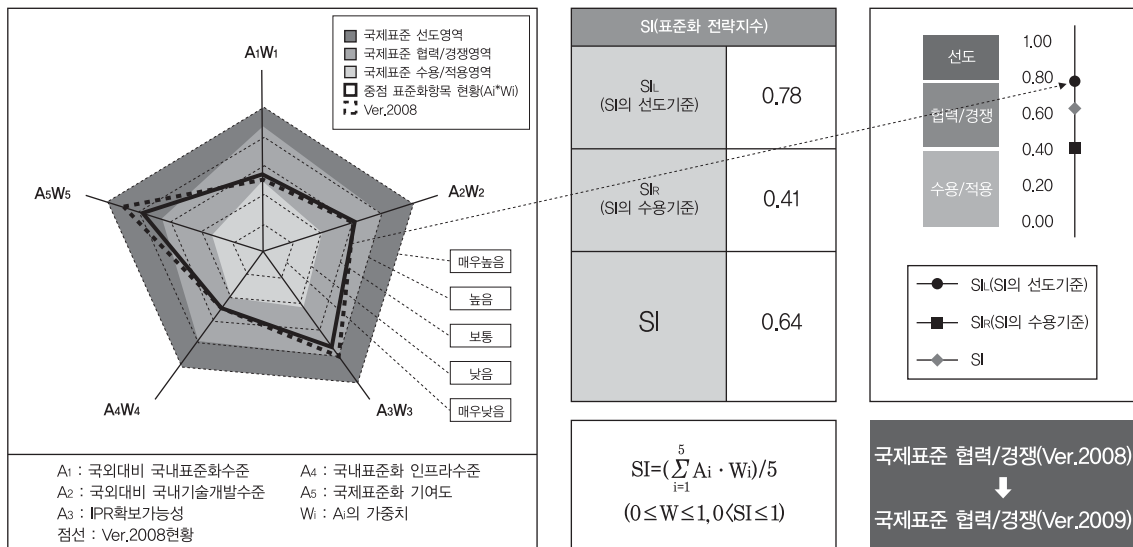 국제표준 선도영역
국제표준 협력/경쟁영역
국제표준 수용/적용영역
중점 표준화항목 현황(Ai*Wi)
Ver.2008
A1W1
A2W2
A3W3
A4W4
A5W5
매우높음
높음
보통
낮음
매우낮음
A1 : 국외대비 국내표준화수준
A2 : 국외대비 국내기술개발수준
A3 : IPR확보가능성
점선 : Ver.2008현황
A4 : 국내표준화 인프라수준
A5 : 국제표준화 기여도
Wi : Ai의 가중치
SI(표준화 전략지수)
SIL
(SI의 선도기준)
0.78
SIR
(SI의 수용기준)
0.41
SI
0.64
SI=(5∑i=1 Ai · Wi)/5
(0≤W≤1, 0<SI≤1)
선도
협력/경쟁
수용/적용
1.00
0.80
0.60
0.40
0.20
0.00
SIL(SI의 선도기준)
SIR(SI의 수용기준)
SI
국제표준 협력/경쟁(Ver.2008)
국제표준 협력/경쟁(Ver.2009)